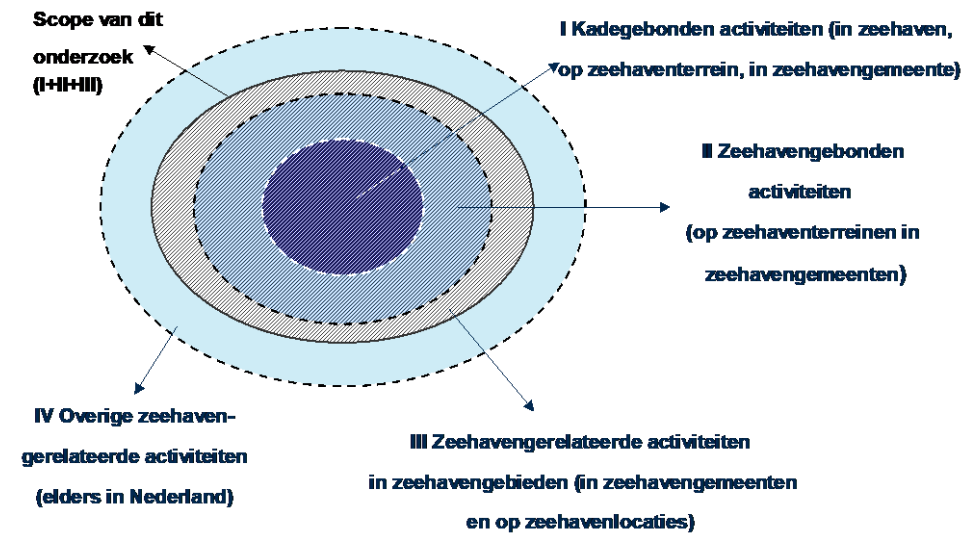 Scope van dit
onderzoek
(I+II+III)
I Kadegebonden activiteiten (in zeehaven,
op zeehaventerrein, in zeehavengemeente)
II Zeehavengebonden
activiteiten
(op zeehaventerreinen in
zeehavengemeenten)
IV Overige zeehaven-
gerelateerde activiteiten
(elders in Nederland)
III Zeehavengerelateerde activiteiten
in zeehavengebieden (in zeehavengemeenten
en op zeehavenlocaties)